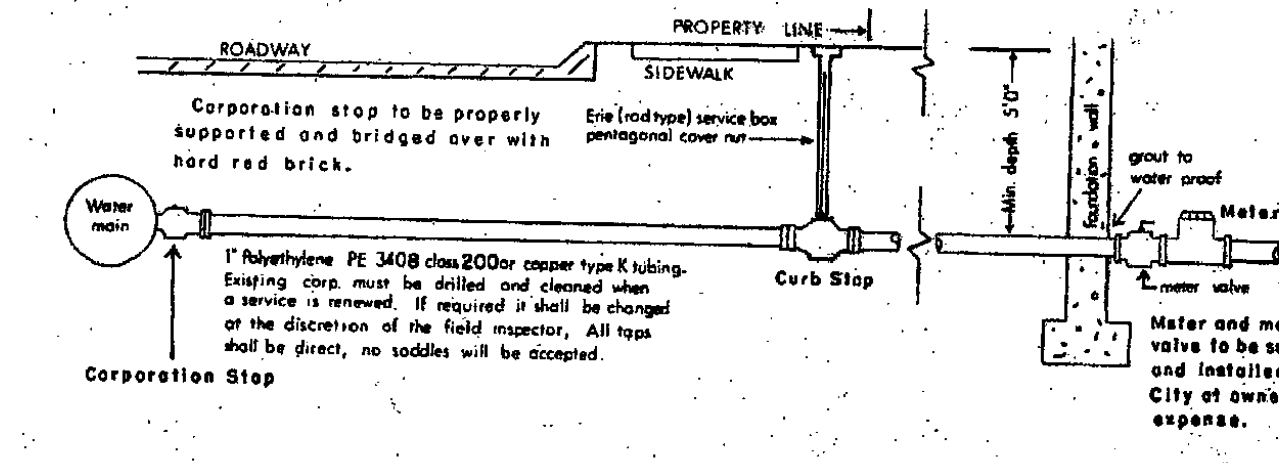 PROPERTY LINE
ROADWAY
SIDEWALK
Corporation stop to be properly
supported and bridged over with
hard red brick.
Erie (rod type) service box
pentagonal cover nut
Min. depth 5'0"
foundation wall
grout to
water proof
Water
main
Meter
1" Polyethylene PE 3408 class 200 or copper type K tubing.
Existing corp. must be drilled and cleaned when
a service is renewed. If required it shall be changed
at the discretion of the field inspector, All taps
shall be direct, no saddles will be accepted.
Curb Stop
meter valve
Corporation Stop
Meter and
valve to be
and
City at
expense.